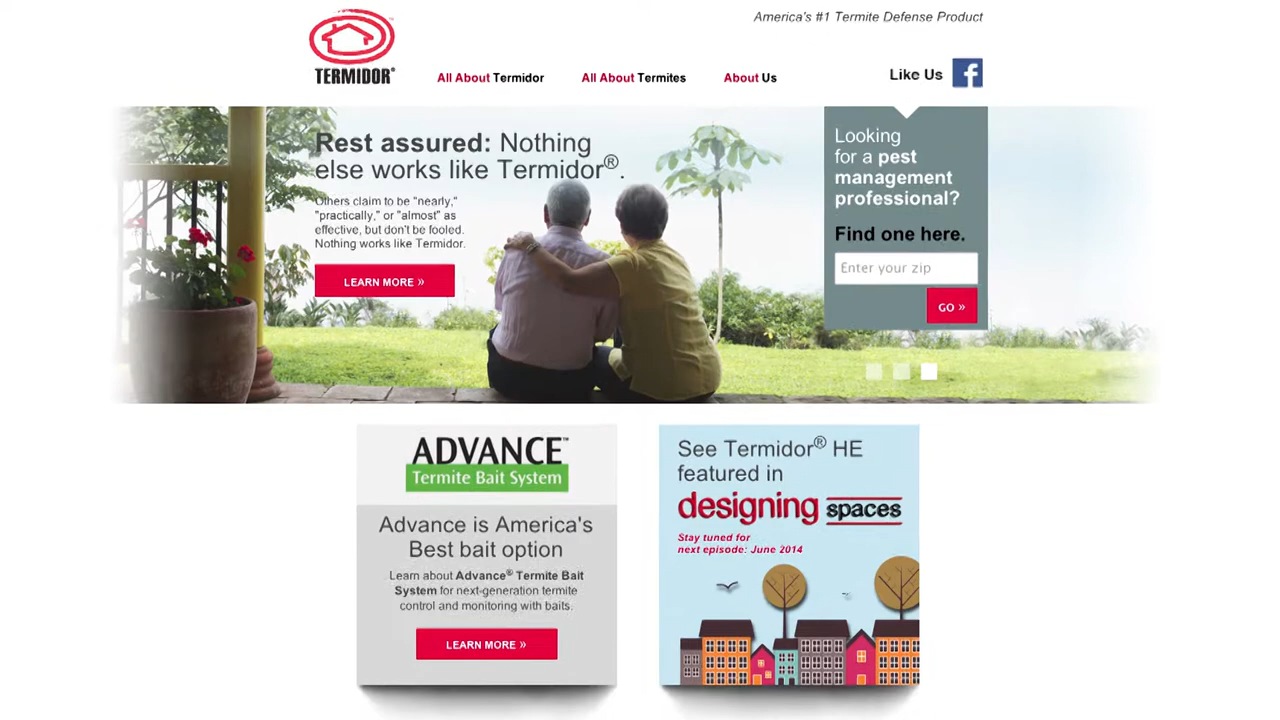 America's #1 Termite Defense Product
TERMIDOR®
All About Termidor
All About Termites
About Us
Like Us
f
Rest assured: Nothing
else works like Termidor®.
Others claim to be "nearly,"
"practically," or "almost" as
effective, but don't be fooled.
Nothing works like Termidor.
LEARN MORE »
Looking
for a pest
management
professional?
Find one here.
Enter your zip
GO »
ADVANCE™
Termite Bait System
Advance is America's
Best bait option
Learn about Advance® Termite Bait
System for next-generation termite
control and monitoring with baits.
LEARN MORE »
See Termidor® HE
featured in
designing spaces
Stay tuned for
next episode: June 2014